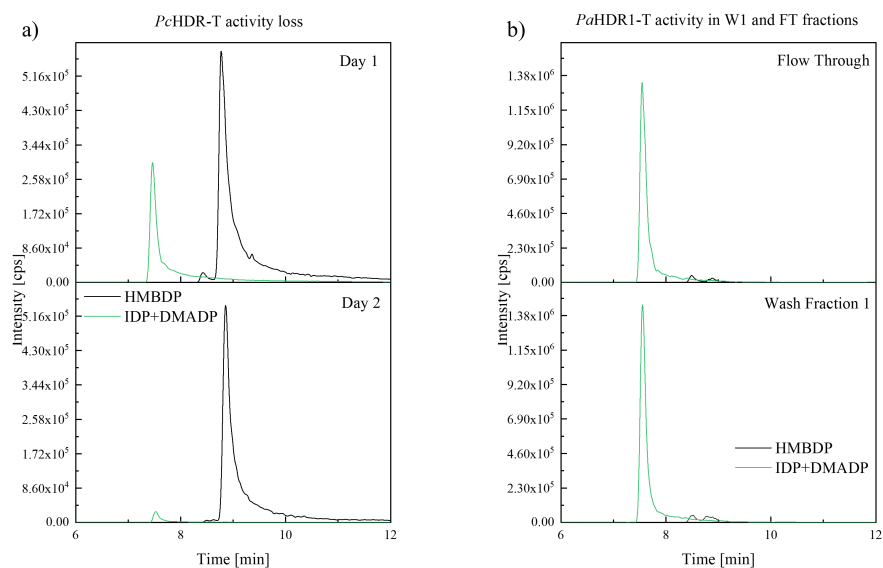 a)
PcHDR-T activity loss
Day 1
5.16x10⁵
4.30x10⁵
3.44x10⁵
2.58x10⁵
1.72x10⁵
8.60x10⁴
0.00
HMBDP
IDP+DMADP
Day 2
5.16x10⁵
4.30x10⁵
3.44x10⁵
2.58x10⁵
1.72x10⁵
8.60x10⁴
0.00
Intensity [cps]
6 8 10 12
Time [min]
b)
PaHDR1-T activity in W1 and FT fractions
Flow Through
1.38x10⁶
1.15x10⁶
9.20x10⁵
6.90x10⁵
4.60x10⁵
2.30x10⁵
0.00
Wash Fraction 1
1.38x10⁶
1.15x10⁶
9.20x10⁵
6.90x10⁵
4.60x10⁵
2.30x10⁵
0.00
HMBDP
IDP+DMADP
Intensity [cps]
6 8 10 12
Time [min]